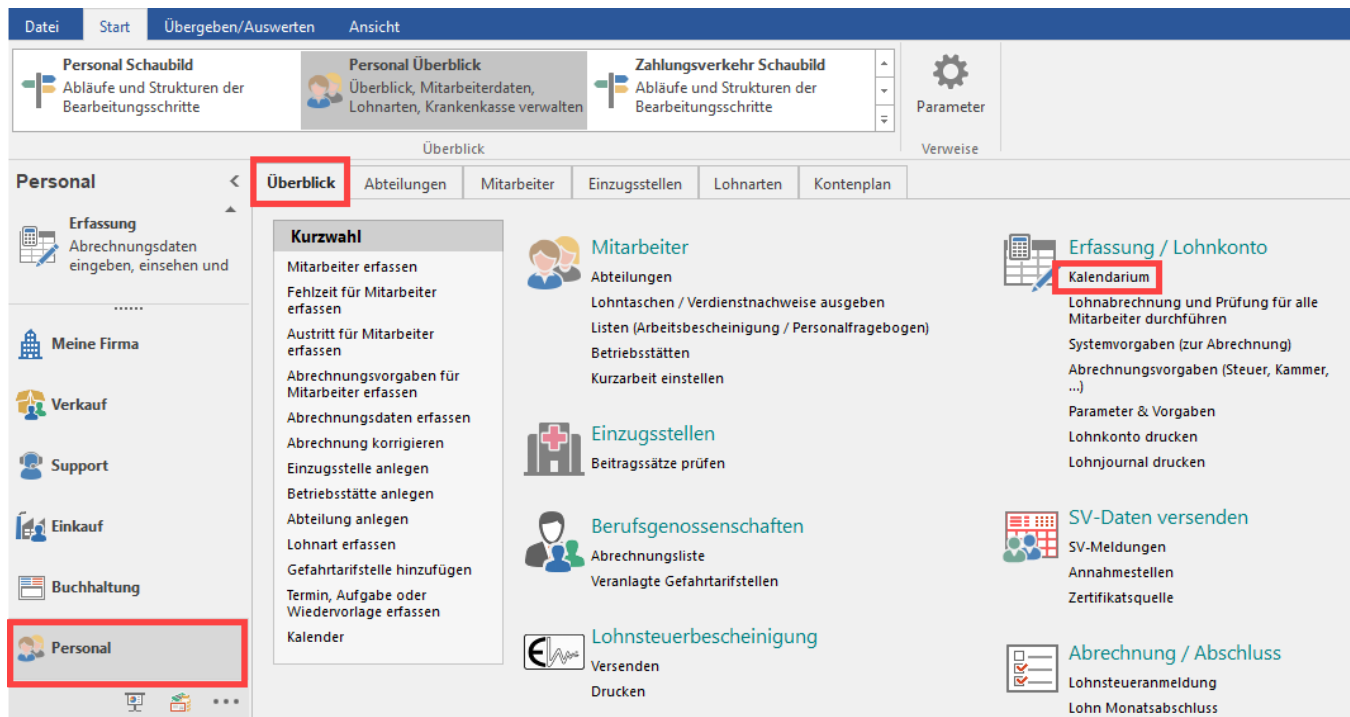 Datei Start Übergeben/Auswerten Ansicht
Personal Schaubild
Abläufe und Strukturen der
Bearbeitungsschritte
Personal Überblick
Überblick, Mitarbeiterdaten,
Lohnarten, Krankenkasse verwalten
Zahlungsverkehr Schaubild
Abläufe und Strukturen der
Bearbeitungsschritte
Parameter
Überblick
Verweise
Personal
Erfassung
Abrechnungsdaten
eingeben, einsehen und
Meine Firma
Verkauf
Support
Einkauf
Buchhaltung
Personal
Überblick Abteilungen Mitarbeiter Einzugsstellen Lohnarten Kontenplan
Kurzwahl
Mitarbeiter erfassen
Fehlzeit für Mitarbeiter
erfassen
Austritt für Mitarbeiter
erfassen
Abrechnungsvorgaben für
Mitarbeiter erfassen
Abrechnungsdaten erfassen
Abrechnung korrigieren
Einzugsstelle anlegen
Betriebsstätte anlegen
Abteilung anlegen
Lohnart erfassen
Gefahrtarifstelle hinzufügen
Termin, Aufgabe oder
Wiedervorlage erfassen
Kalender
Mitarbeiter
Abteilungen
Lohntaschen / Verdienstnachweise ausgeben
Listen (Arbeitsbescheinigung / Personalfragebogen)
Betriebsstätten
Kurzarbeit einstellen
Einzugsstellen
Beitragssätze prüfen
Berufsgenossenschaften
Abrechnungsliste
Veranlagte Gefahrtarifstellen
Lohnsteuerbescheinigung
Versenden
Drucken
Erfassung / Lohnkonto
Kalendarium
Lohnabrechnung und Prüfung für alle
Mitarbeiter durchführen
Systemvorgaben (zur Abrechnung)
Abrechnungsvorgaben (Steuer, Kammer,
...)
Parameter & Vorgaben
Lohnkonto drucken
Lohnjournal drucken
SV-Daten versenden
SV-Meldungen
Annahmestellen
Zertifikatsquelle
Abrechnung / Abschluss
Lohnsteueranmeldung
Lohn Monatsabschluss